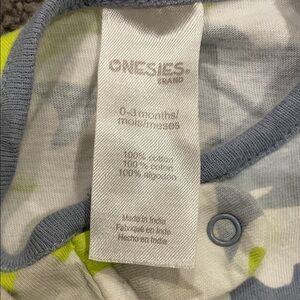 ONESIES®
BRAND
0-3 months/
mois/meses
100% cotton
100 % coton
100% algodón
Made in India
Fabriqué en Inde
Hecho en India